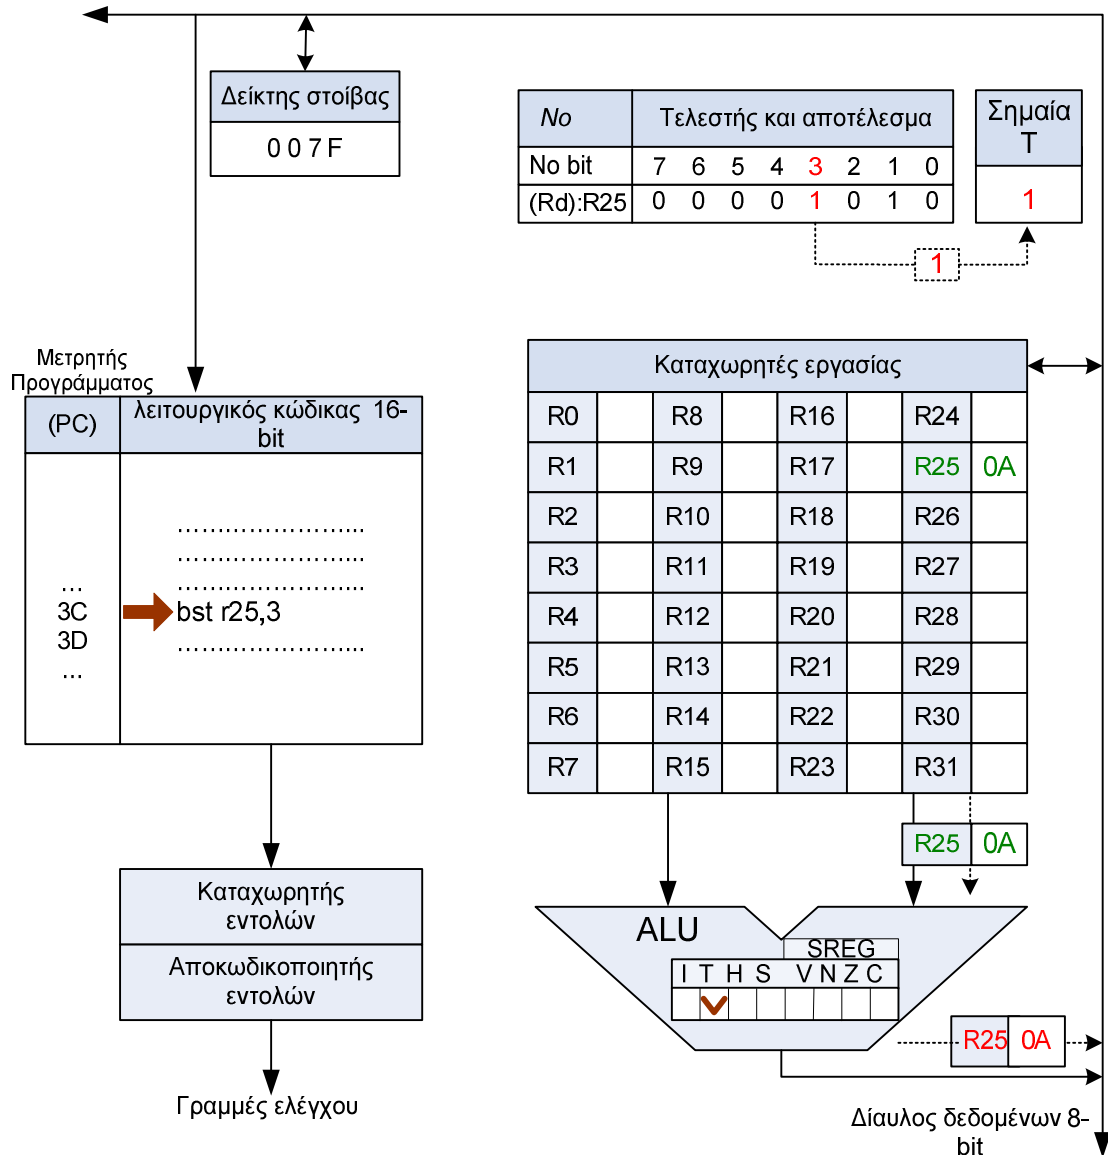 Δείκτης στοίβας
0 0 7 F
No Τελεστής και αποτέλεσμα
No bit 7 6 5 4 3 2 1 0
(Rd):R25 0 0 0 0 1 0 1 0
Σημαία
T
1
1
Μετρητής
Προγράμματος
(PC) λειτουργικός κώδικας 16-
bit
........................
........................
... ........................
3C bst r25,3
3D ........................
...
Καταχωρητές εργασίας
R0 R8 R16 R24
R1 R9 R17 R25 0A
R2 R10 R18 R26
R3 R11 R19 R27
R4 R12 R20 R28
R5 R13 R21 R29
R6 R14 R22 R30
R7 R15 R23 R31
R25 0A
Καταχωρητής
εντολών
Αποκωδικοποιητής
εντολών
Γραμμές ελέγχου
ALU
SREG
I T H S V N Z C
R25 0A
Δίαυλος δεδομένων 8-
bit